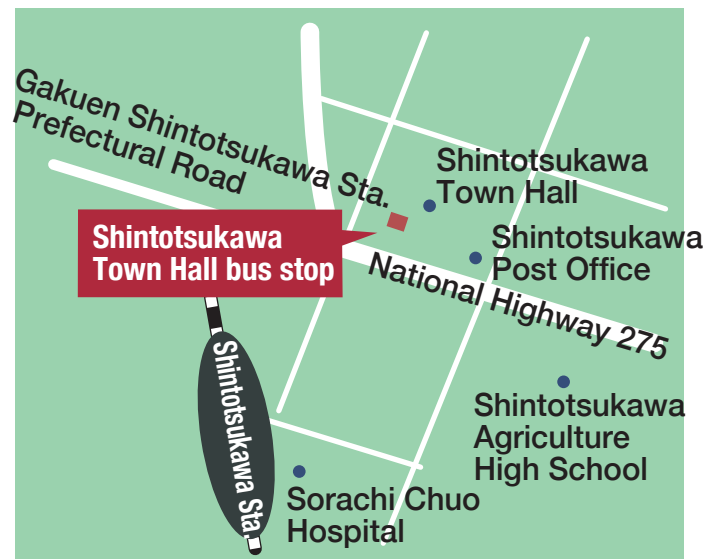 Gakuen Shintotsukawa Sta.
Prefectural Road
Shintotsukawa
Town Hall
Shintotsukawa
Town Hall bus stop
Shintotsukawa
Post Office
National Highway 275
Shintotsukawa Sta.
Shintotsukawa
Agriculture
High School
Sorachi Chuo
Hospital